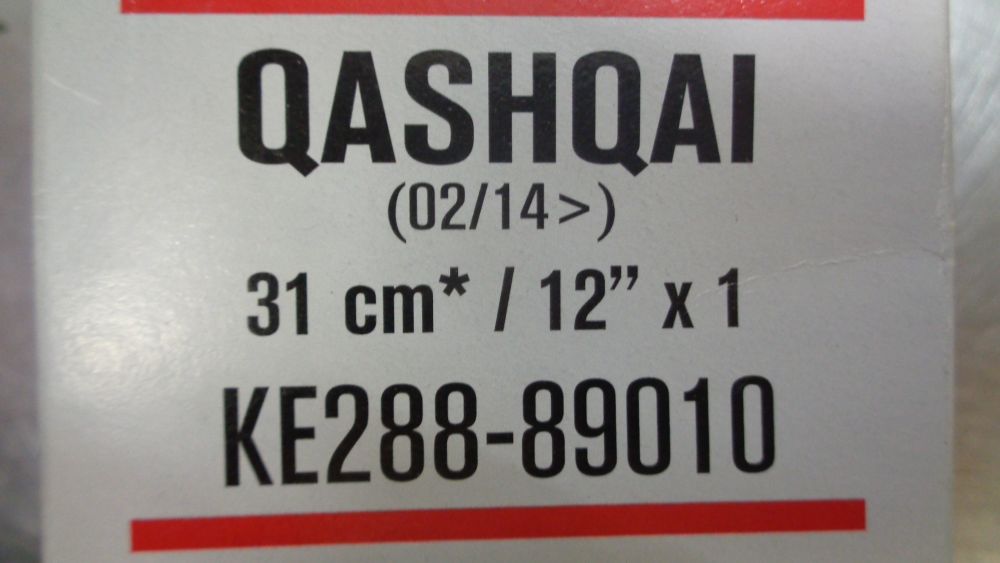 QASHQAI
(02/14>)
31 cm* / 12” x 1
KE288-89010